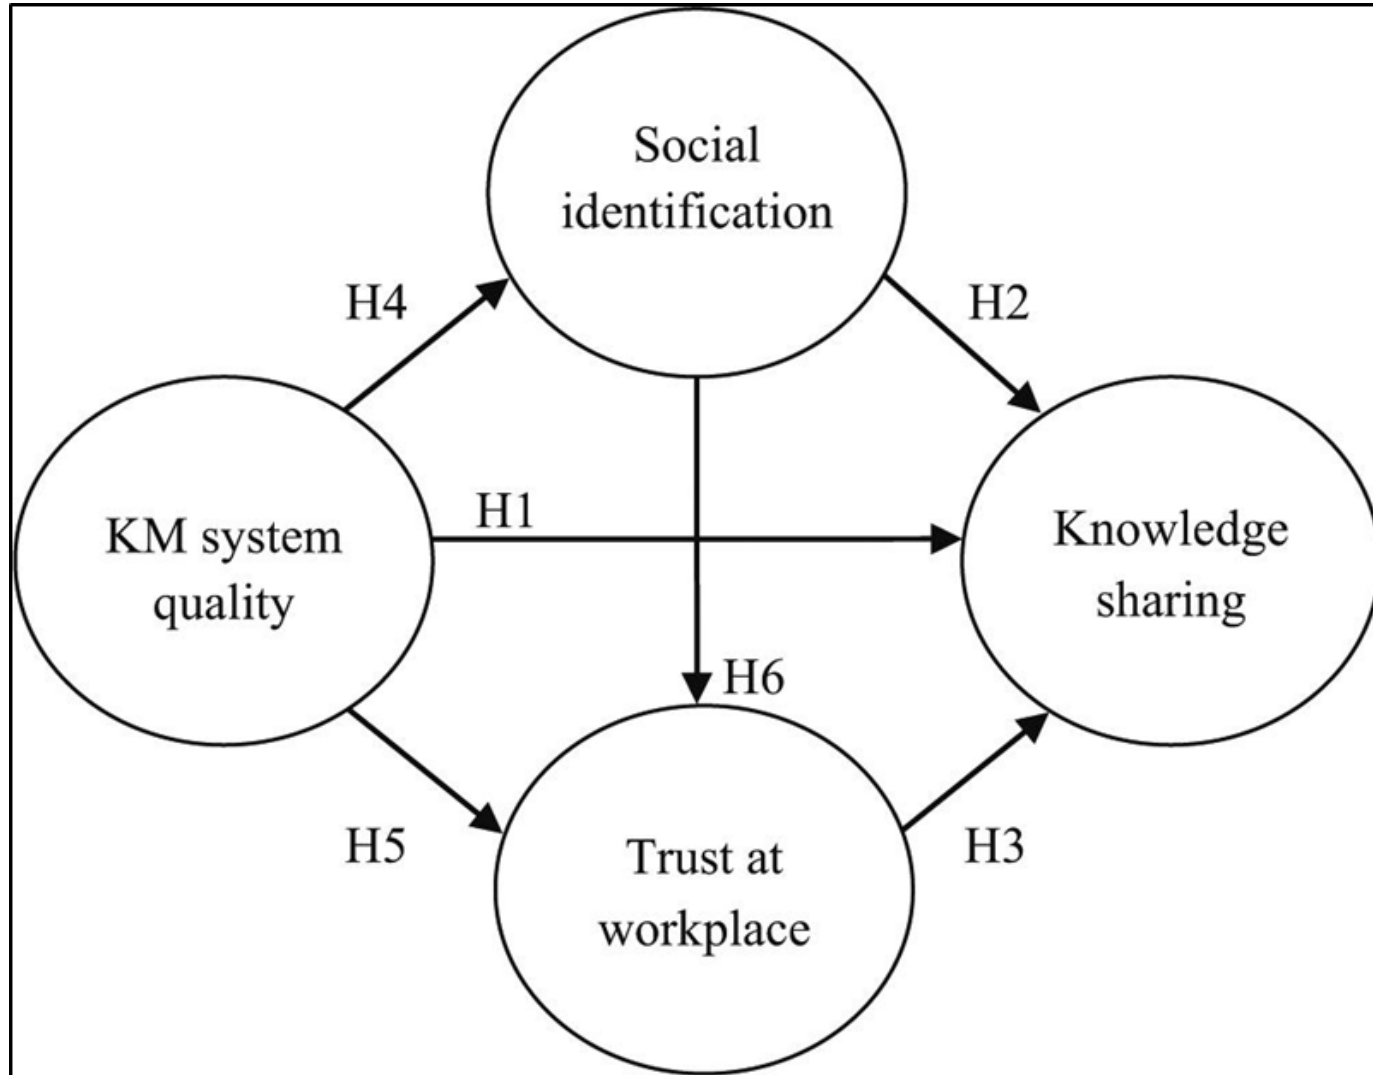 Social
identification
H4
H2
H1
KM system
quality
Knowledge
sharing
H6
H5
H3
Trust at
workplace